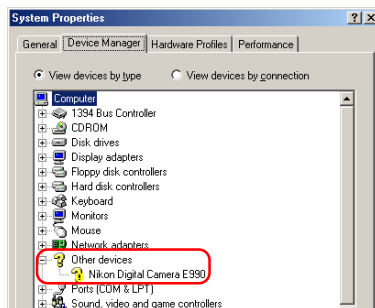 System Properties
General Device Manager Hardware Profiles Performance
View devices by type View devices by connection
Computer
1394 Bus Controller
CDROM
Disk drives
Display adapters
Floppy disk controllers
Hard disk controllers
Keyboard
Monitors
Mouse
Network adapters
Other devices
Nikon Digital Camera E990
Ports (COM & LPT)
Sound, video and game controllers